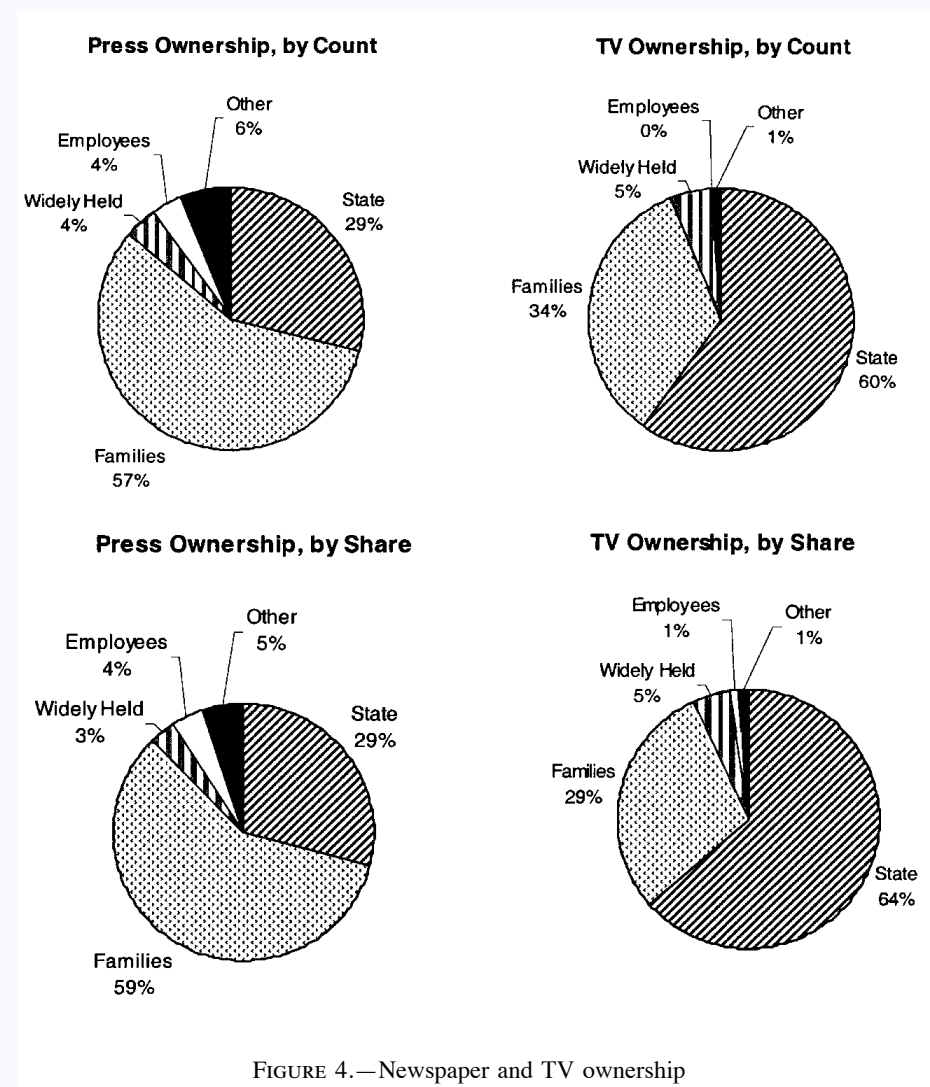 Press Ownership, by Count
Other
6%
Employees
4%
Widely Held
4%
State
29%
Families
57%
TV Ownership, by Count
Employees
0%
Other
1%
Widely Held
5%
Families
34%
State
60%
Press Ownership, by Share
Other
5%
Employees
4%
Widely Held
3%
State
29%
Families
59%
TV Ownership, by Share
Employees
1%
Other
1%
Widely Held
5%
Families
29%
State
64%
FIGURE 4.—Newspaper and TV ownership